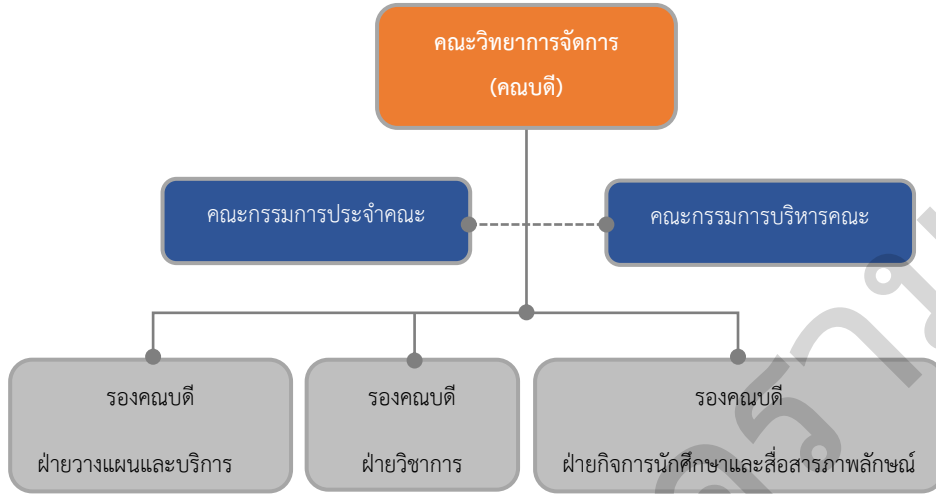 คณะวิทยาการจัดการ
(คณบดี)
คณะกรรมการประจำคณะ
คณะกรรมการบริหารคณะ
รองคณบดี
ฝ่ายวางแผนและบริการ
รองคณบดี
ฝ่ายวิชาการ
รองคณบดี
ฝ่ายกิจการนักศึกษาและสื่อสารภาพลักษณ์